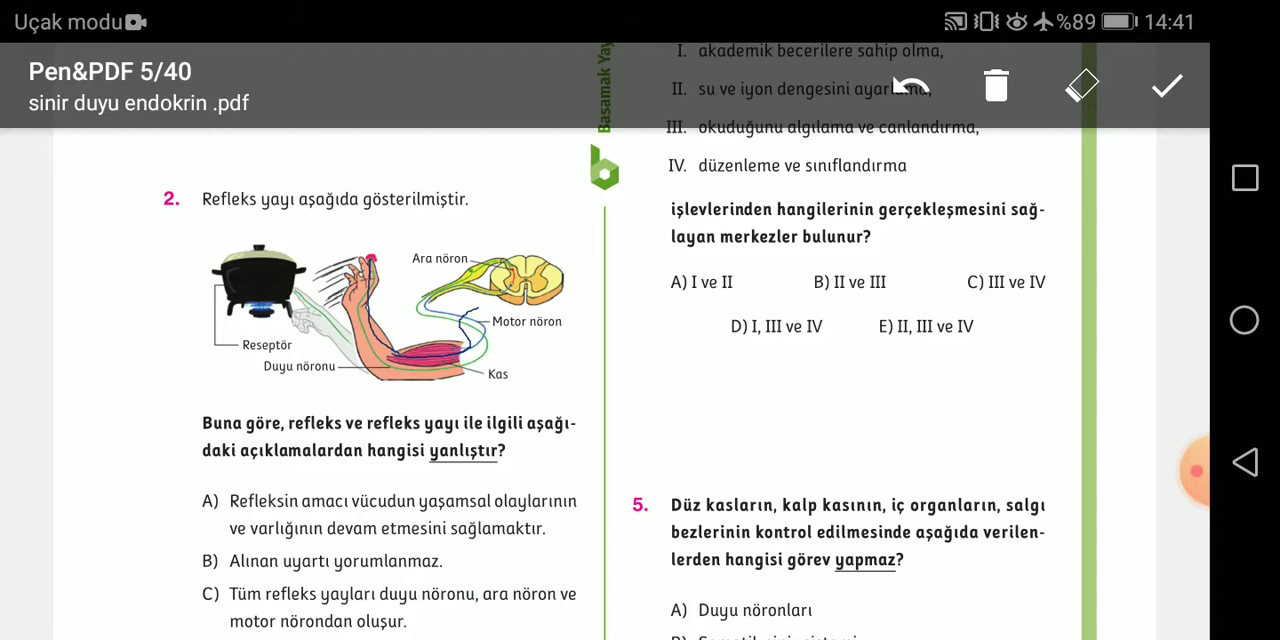 Uçak modu
%89 14:41
Pen&PDF 5/40
sinir duyu endokrin .pdf
2. Refleks yayı aşağıda gösterilmiştir.
Ara nöron
Motor nöron
Reseptör
Duyu nöronu
Kas
Buna göre, refleks ve refleks yayı ile ilgili aşağı-
daki açıklamalardan hangisi yanlıştır?
A) Refleksin amacı vücudun yaşamsal olaylarının
ve varlığının devam etmesini sağlamaktır.
B) Alınan uyartı yorumlanmaz.
C) Tüm refleks yayları duyu nöronu, ara nöron ve
motor nörondan oluşur.
Basamak Yay
I. akademik becerilere sahip olma,
II. su ve iyon dengesini ayarlama,
III. okuduğunu algılama ve canlandırma,
IV. düzenleme ve sınıflandırma
işlevlerinden hangilerinin gerçekleşmesini sağ-
layan merkezler bulunur?
A) I ve II B) II ve III C) III ve IV
D) I, III ve IV E) II, III ve IV
5. Düz kasların, kalp kasının, iç organların, salgı
bezlerinin kontrol edilmesinde aşağıda verilen-
lerden hangisi görev yapmaz?
A) Duyu nöronları